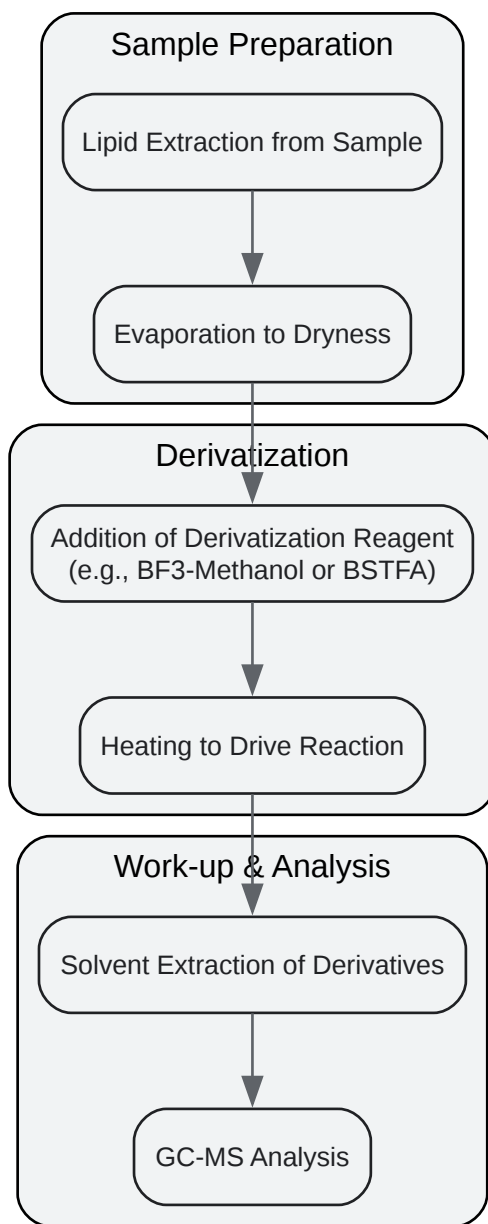 Sample Preparation
Lipid Extraction from Sample
Evaporation to Dryness
Derivatization
Addition of Derivatization Reagent
(e.g., BF3-Methanol or BSTFA)
Heating to Drive Reaction
Work-up & Analysis
Solvent Extraction of Derivatives
GC-MS Analysis